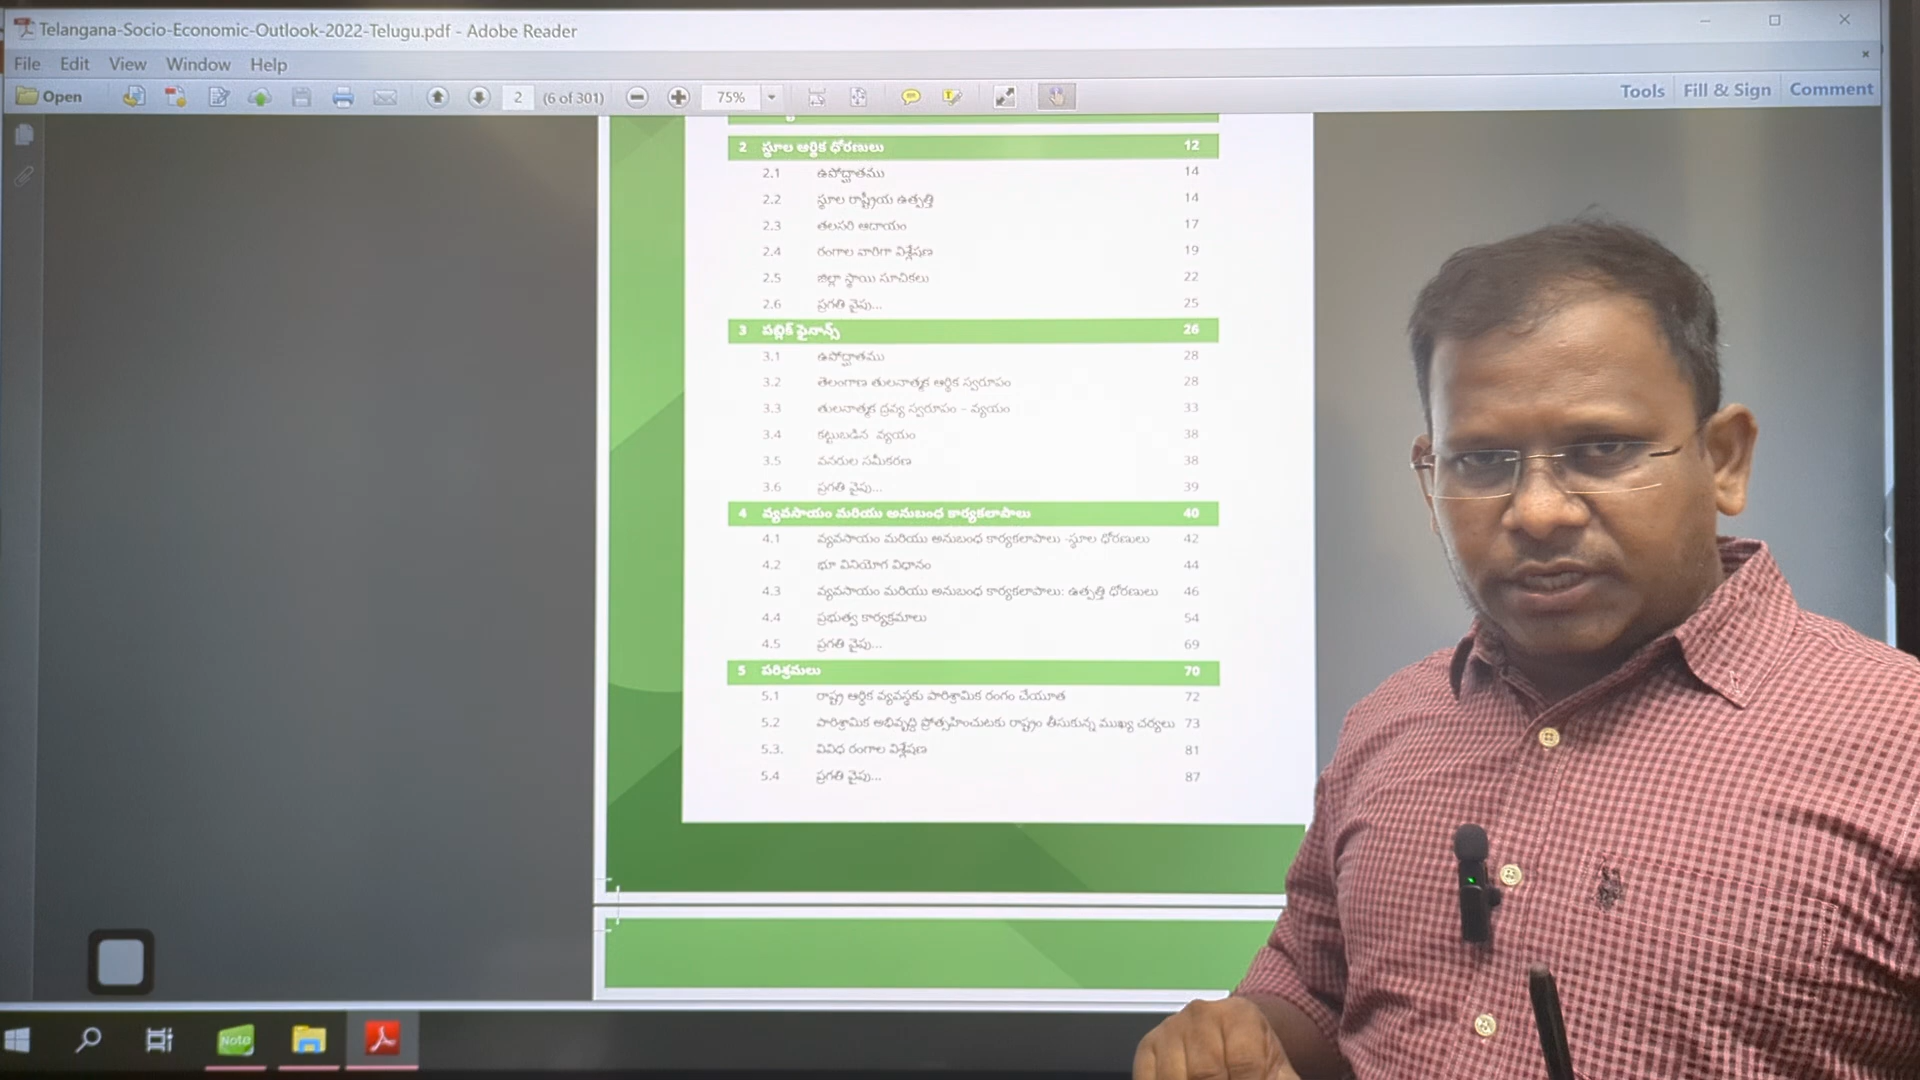 Telangana-Socio-Economic-Outlook-2022-Telugu.pdf - Adobe Reader
File Edit View Window Help
Open 2 (6 of 301) 75% Tools Fill & Sign Comment
2 స్థూల ఆర్థిక ధోరణులు 12
2.1 ఉపోద్ఘాతము 14
2.2 స్థూల రాష్ట్రీయ ఉత్పత్తి 14
2.3 తలసరి ఆదాయం 17
2.4 రంగాల వారిగా విశ్లేషణ 19
2.5 జిల్లా స్థాయి సూచికలు 22
2.6 ప్రగతి వైపు... 25
3 పబ్లిక్ ఫైనాన్స్ 26
3.1 ఉపోద్ఘాతము 28
3.2 తెలంగాణ తులనాత్మక ఆర్థిక స్వరూపం 28
3.3 తులనాత్మక ద్రవ్య స్వరూపం - వ్యయం 33
3.4 కట్టుబడిన వ్యయం 38
3.5 వనరుల సమీకరణ 38
3.6 ప్రగతి వైపు... 39
4 వ్యవసాయం మరియు అనుబంధ కార్యకలాపాలు 40
4.1 వ్యవసాయం మరియు అనుబంధ కార్యకలాపాలు -స్థూల ధోరణులు 42
4.2 భూ వినియోగ విధానం 44
4.3 వ్యవసాయం మరియు అనుబంధ కార్యకలాపాలు: ఉత్పత్తి ధోరణులు 46
4.4 ప్రభుత్వ కార్యక్రమాలు 54
4.5 ప్రగతి వైపు... 69
5 పరిశ్రమలు 70
5.1 రాష్ట్ర ఆర్థిక వ్యవస్థకు పారిశ్రామిక రంగం చేయూత 72
5.2 పారిశ్రామిక అభివృద్ధి ప్రోత్సహించుటకు రాష్ట్రం తీసుకున్న ముఖ్య చర్యలు 73
5.3. వివిధ రంగాల విశ్లేషణ 81
5.4 ప్రగతి వైపు... 87
Note